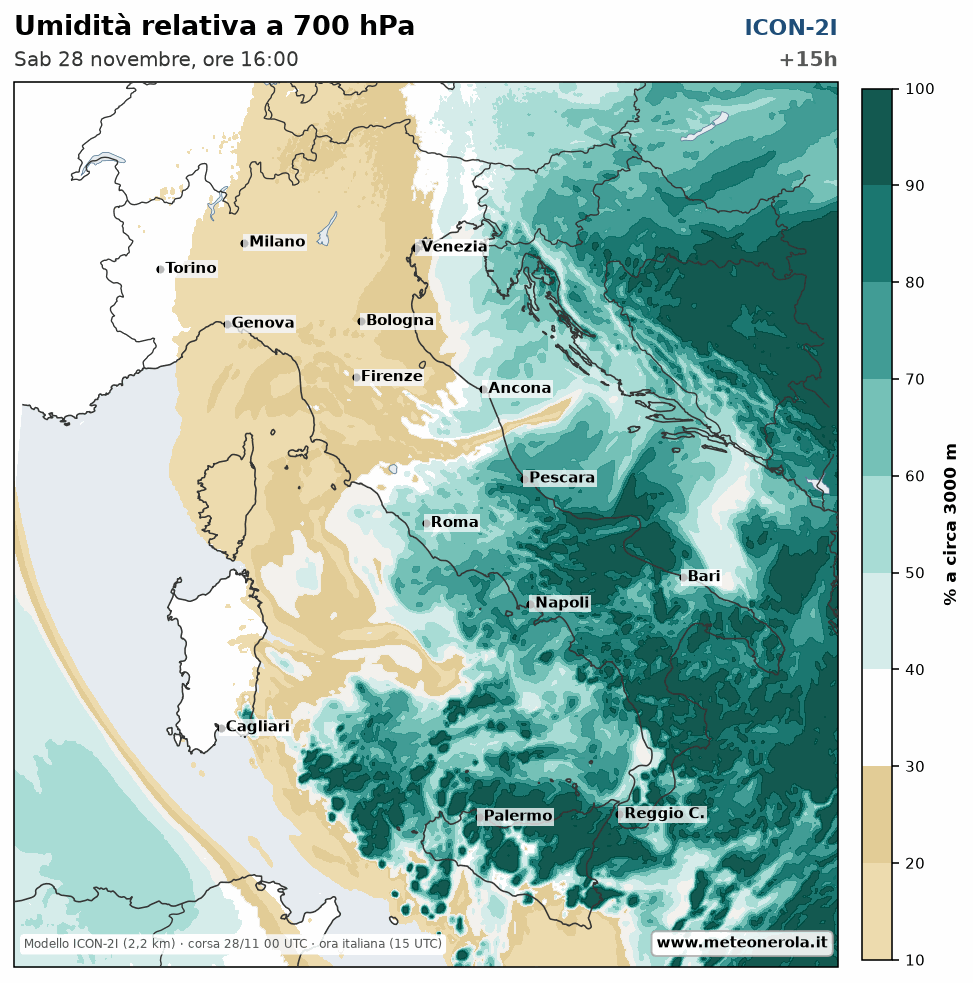 Umidità relativa a 700 hPa
ICON-2I
Sab 28 novembre, ore 16:00
+15h
100
90
80
70
60
50
40
30
20
10
% a circa 3000 m
Milano
Venezia
Torino
Genova
Bologna
Firenze
Ancona
Pescara
Roma
Bari
Napoli
Cagliari
Palermo
Reggio C.
Modello ICON-2I (2,2 km) · corsa 28/11 00 UTC · ora italiana (15 UTC)
www.meteonerola.it